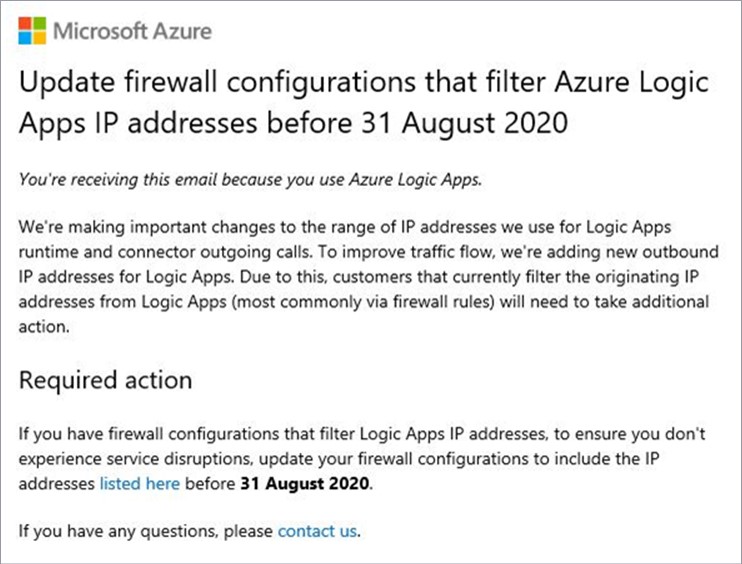 Microsoft Azure
Update firewall configurations that filter Azure Logic
Apps IP addresses before 31 August 2020
You're receiving this email because you use Azure Logic Apps.
We're making important changes to the range of IP addresses we use for Logic Apps
runtime and connector outgoing calls. To improve traffic flow, we're adding new outbound
IP addresses for Logic Apps. Due to this, customers that currently filter the originating IP
addresses from Logic Apps (most commonly via firewall rules) will need to take additional
action.
Required action
If you have firewall configurations that filter Logic Apps IP addresses, to ensure you don't
experience service disruptions, update your firewall configurations to include the IP
addresses listed here before 31 August 2020.
If you have any questions, please contact us.